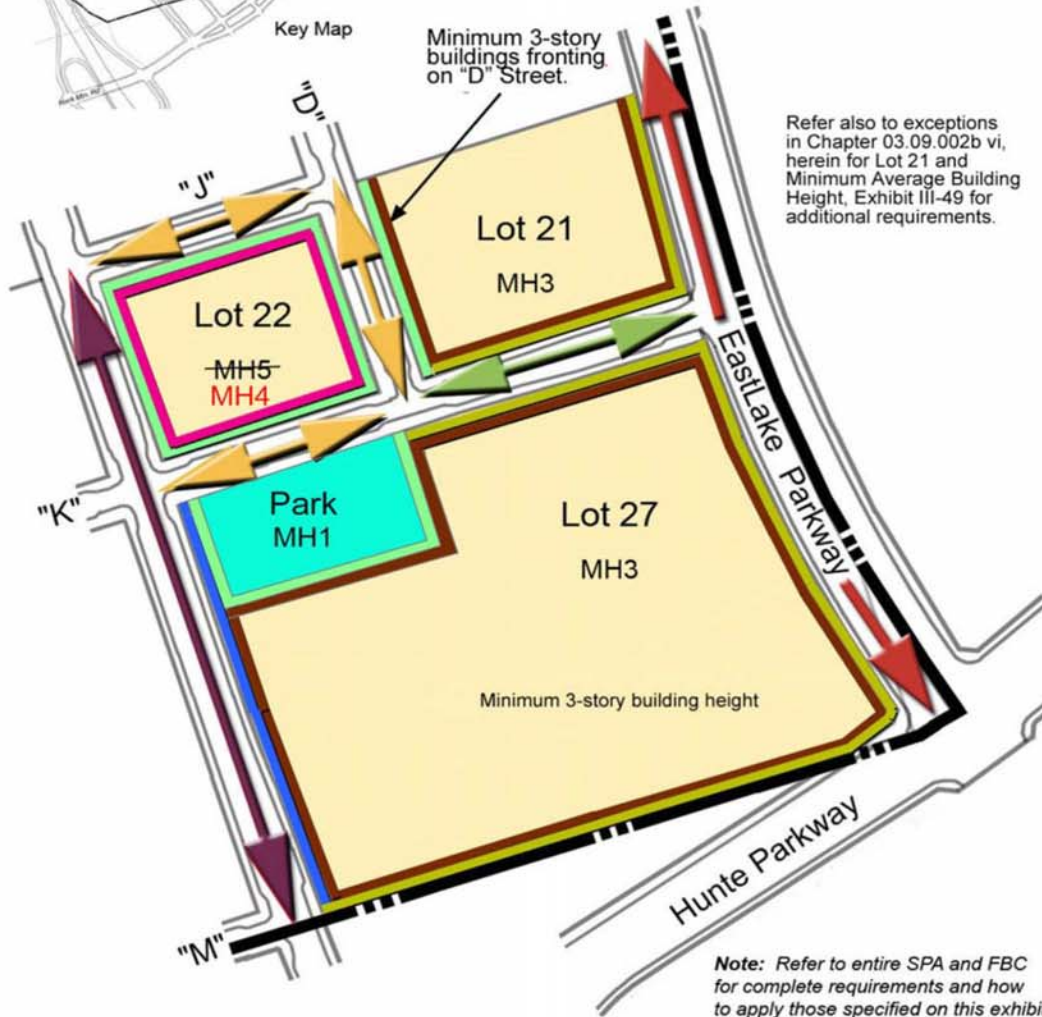 Key Map
Minimum 3-story
buildings fronting
on "D" Street.
"D"
Refer also to exceptions
in Chapter 03.09.002b vi,
herein for Lot 21 and
Minimum Average Building
Height, Exhibit III-49 for
additional requirements.
"J"
Lot 21
MH3
Lot 22
MH5
MH4
EastLake Parkway
"K"
Park
MH1
Lot 27
MH3
Minimum 3-story building height
Hunte Parkway
"M"
Note: Refer to entire SPA and FBC
for complete requirements and how
to apply those specified on this exhibi